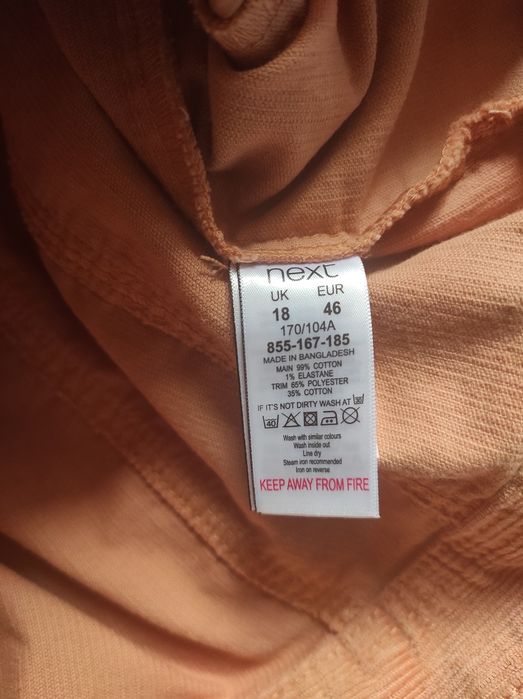 next
UK EUR
18 46
170/104A
855-167-185
MADE IN BANGLADESH
MAIN 99% COTTON
1% ELASTANE
TRIM 65% POLYESTER
35% COTTON
IF IT'S NOT DIRTY WASH AT 30
40
Wash with similar colours
Wash inside out
Line dry
Steam iron recommended
Iron on reverse
KEEP AWAY FROM FIRE